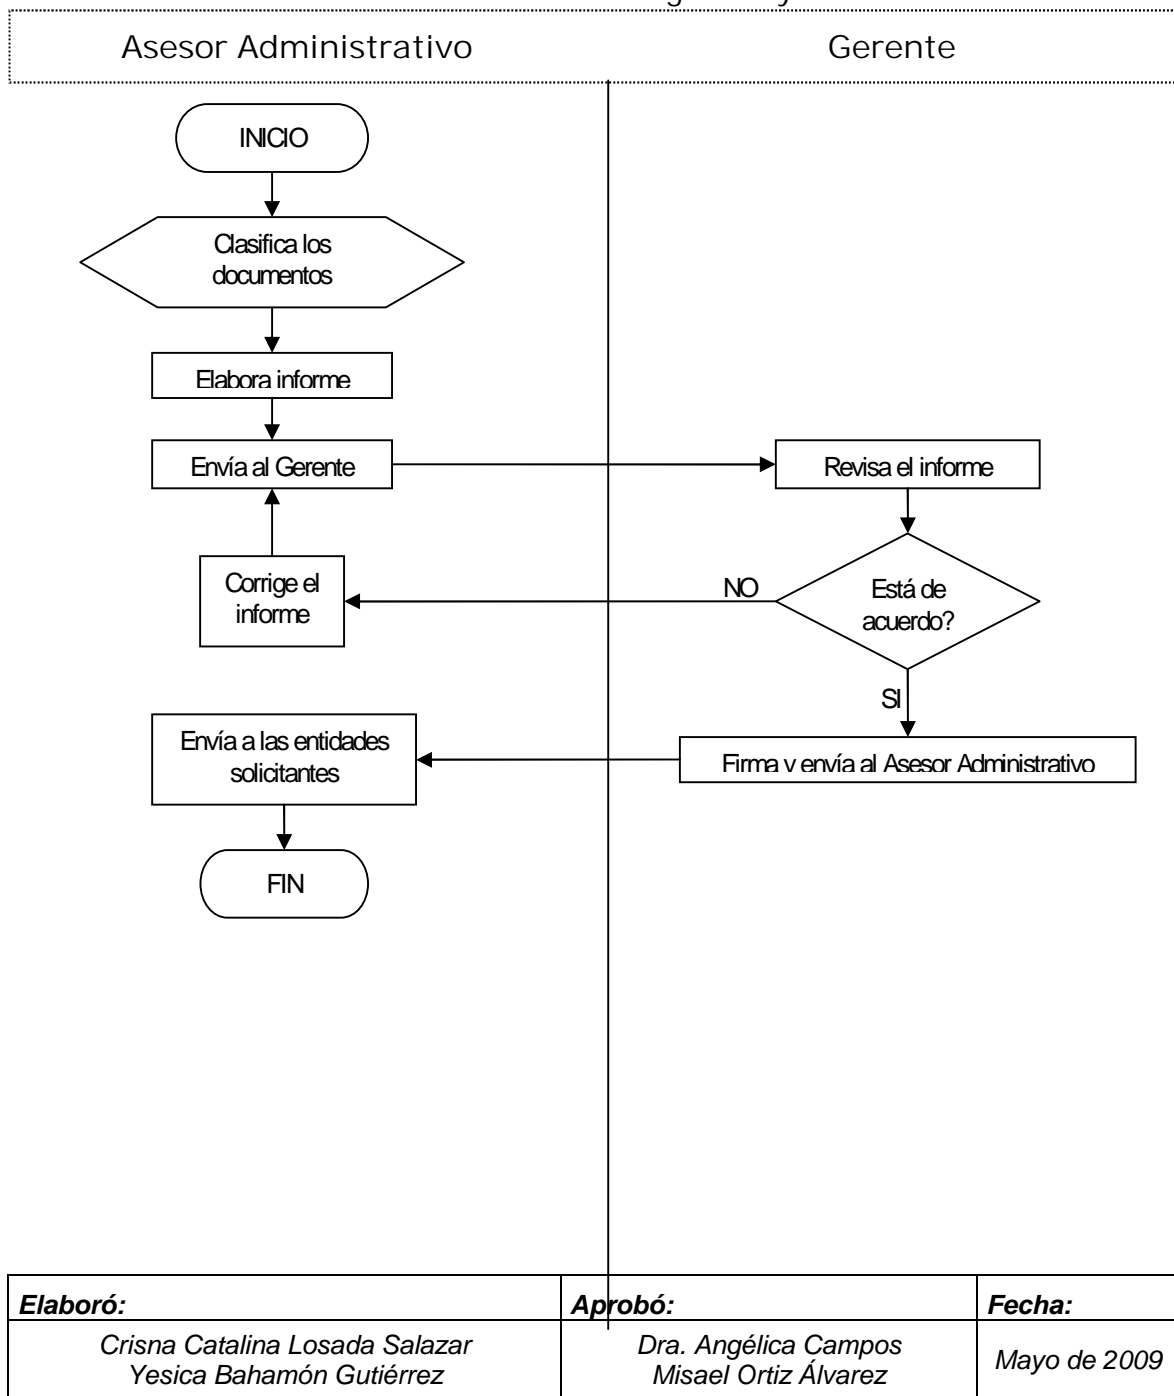 Asesor Administrativo
Gerente
INICIO
Clasifica los
documentos
Elabora informe
Envía al Gerente
Revisa el informe
Corrige el
informe
NO
Está de
acuerdo?
SI
Envía a las entidades
solicitantes
Firma y envía al Asesor Administrativo
FIN
Elaboró:
Aprobó:
Fecha:
Crisna Catalina Losada Salazar
Yesica Bahamón Gutiérrez
Dra. Angélica Campos
Misael Ortiz Álvarez
Mayo de 2009